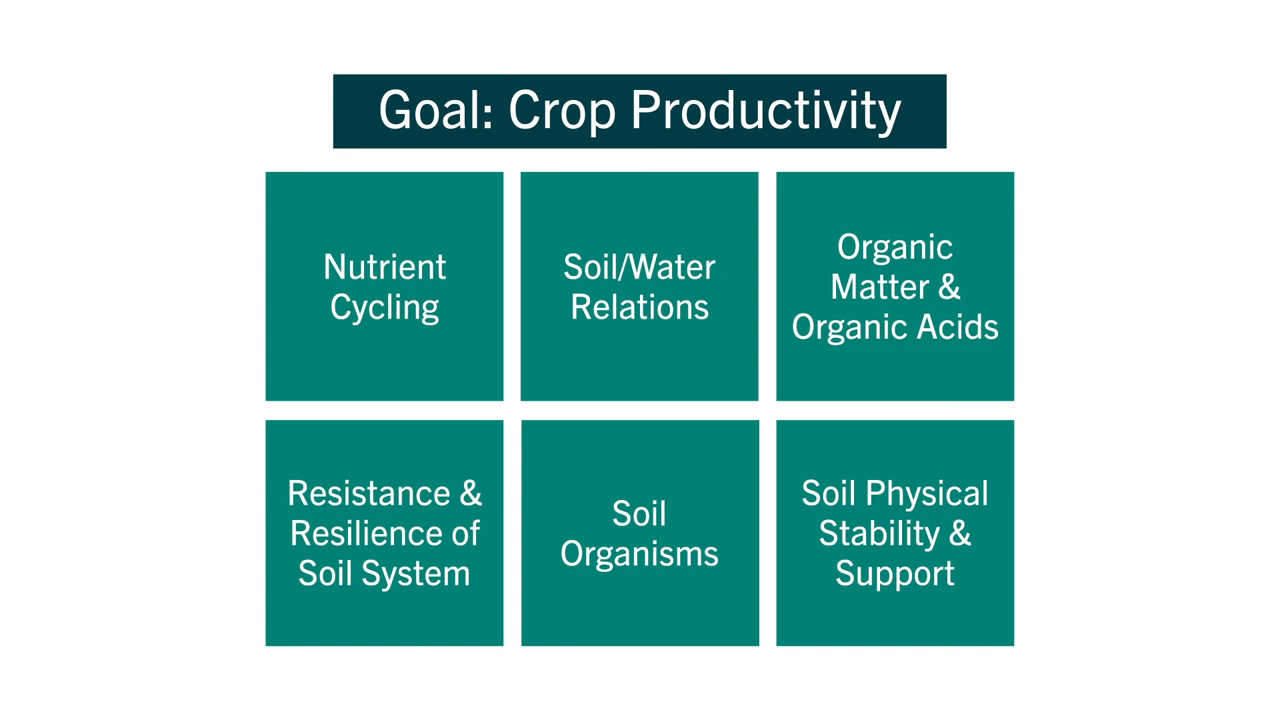 Goal: Crop Productivity
Nutrient
Cycling
Soil/Water
Relations
Organic
Matter &
Organic Acids
Resistance &
Resilience of
Soil System
Soil
Organisms
Soil Physical
Stability &
Support